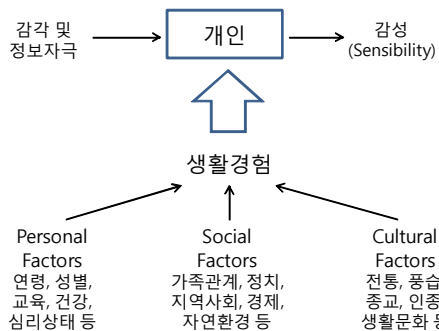 감각 및
정보자극
개인
감성
(Sensibility)
생활경험
Personal
Factors
연령, 성별,
교육, 건강,
심리상태 등
Social
Factors
가족관계, 정치,
지역사회, 경제,
자연환경 등
Cultural
Factors
전통, 풍습
종교, 인종
생활문화